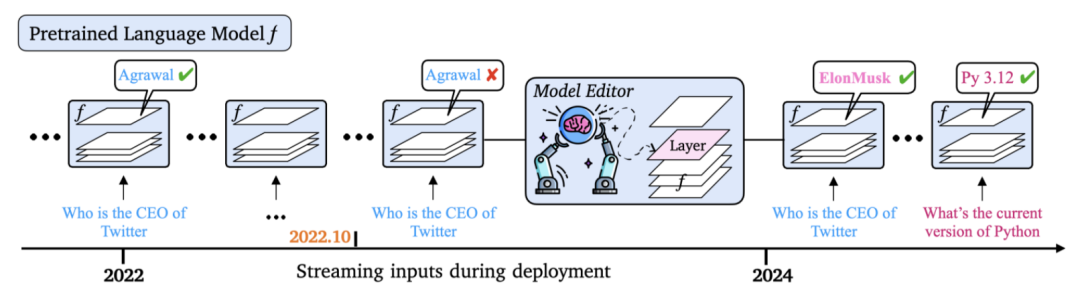 Pretrained Language Model f
Agrawal ✔
Agrawal ✘
ElonMusk ✔
Py 3.12 ✔
Model Editor
f
f
f
Layer
f
f
f
Who is the CEO of
Twitter
...
Who is the CEO of
Twitter
Who is the CEO of
Twitter
What's the current
version of Python
2022.10
2022
Streaming inputs during deployment
2024